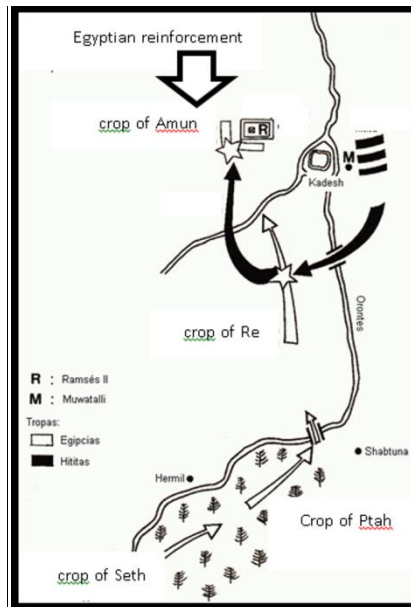 Egyptian reinforcement
crop of Amun
R
M
Kadesh
crop of Re
Orontes
R : Ramsés II
M : Muwatalli
Tropas:
Egipcias
Hititas
Shabtuna
Hermil
Crop of Ptah
crop of Seth